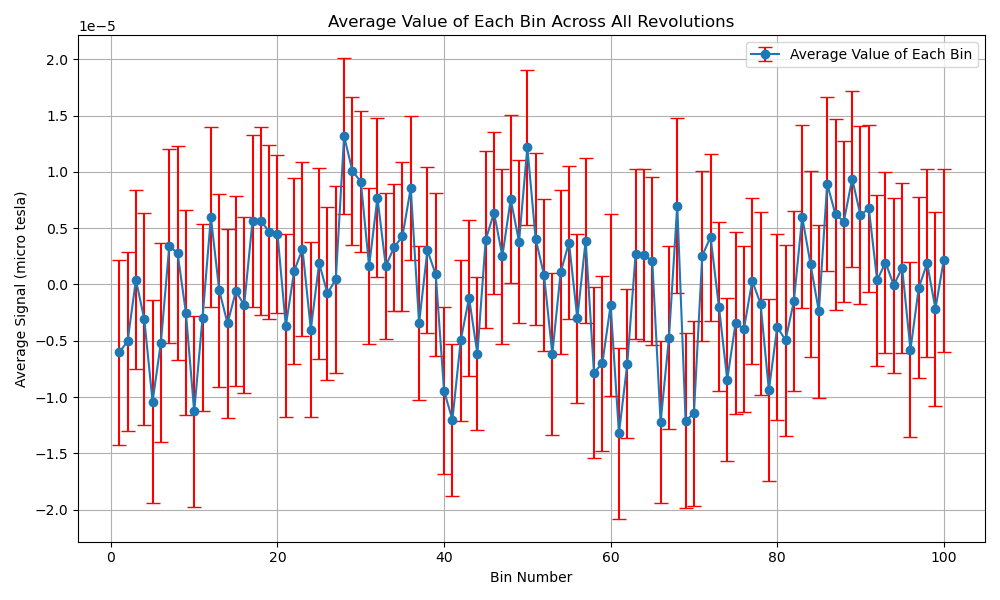 Average Value of Each Bin Across All Revolutions
1e−5
Average Value of Each Bin
2.0
1.5
1.0
0.5
0.0
−0.5
−1.0
−1.5
−2.0
Average Signal (micro tesla)
0 20 40 60 80 100
Bin Number